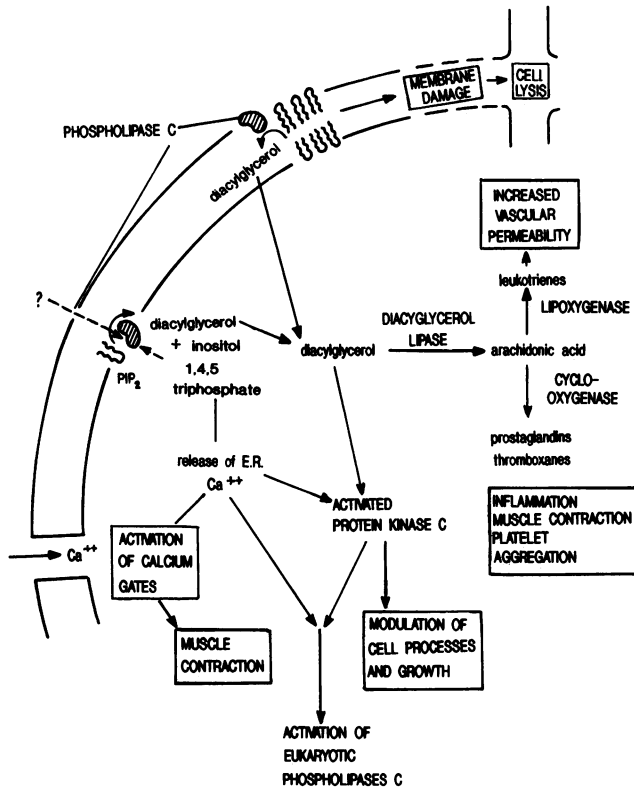 MEMBRANE
DAMAGE
CELL
LYSIS
PHOSPHOLIPASE C
diacylglycerol
INCREASED
VASCULAR
PERMEABILITY
leukotrienes
LIPOXYGENASE
?
diacylglycerol
+ inositol
1,4,5
triphosphate
PIP2
diacylglycerol
DIACYGLYCEROL
LIPASE
arachidonic acid
CYCLO-
OXYGENASE
prostaglandins
thromboxanes
release of E.R.
Ca++
ACTIVATED
PROTEIN KINASE C
INFLAMMATION
MUSCLE CONTRACTION
PLATELET
AGGREGATION
Ca++
ACTIVATION
OF CALCIUM
GATES
MUSCLE
CONTRACTION
MODULATION OF
CELL PROCESSES
AND GROWTH
ACTIVATION OF
EUKARYOTIC
PHOSPHOLIPASES C